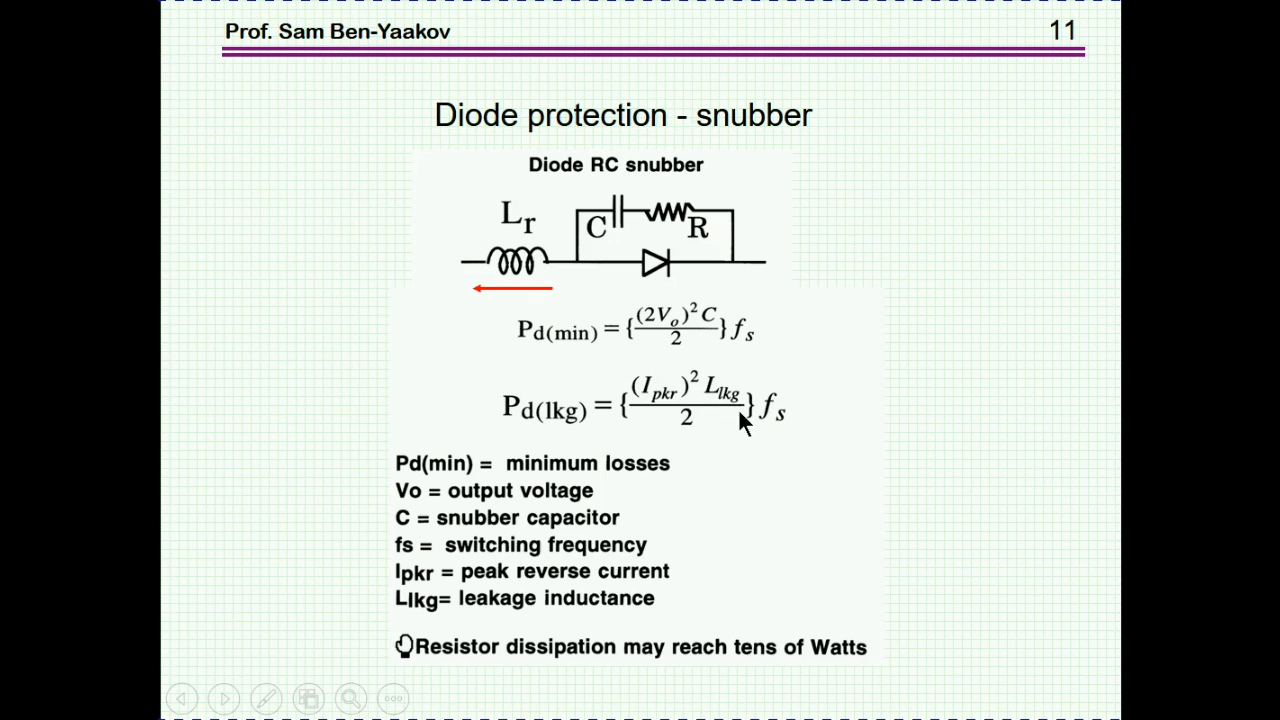 Prof. Sam Ben-Yaakov
11
Diode protection - snubber
Diode RC snubber
Lr
C
R
Pd(min) = {(2Vo)²C/2} fs
Pd(lkg) = {(Ipkr)² Llkg/2} fs
Pd(min) = minimum losses
Vo = output voltage
C = snubber capacitor
fs = switching frequency
Ipkr = peak reverse current
Llkg= leakage inductance
Resistor dissipation may reach tens of Watts